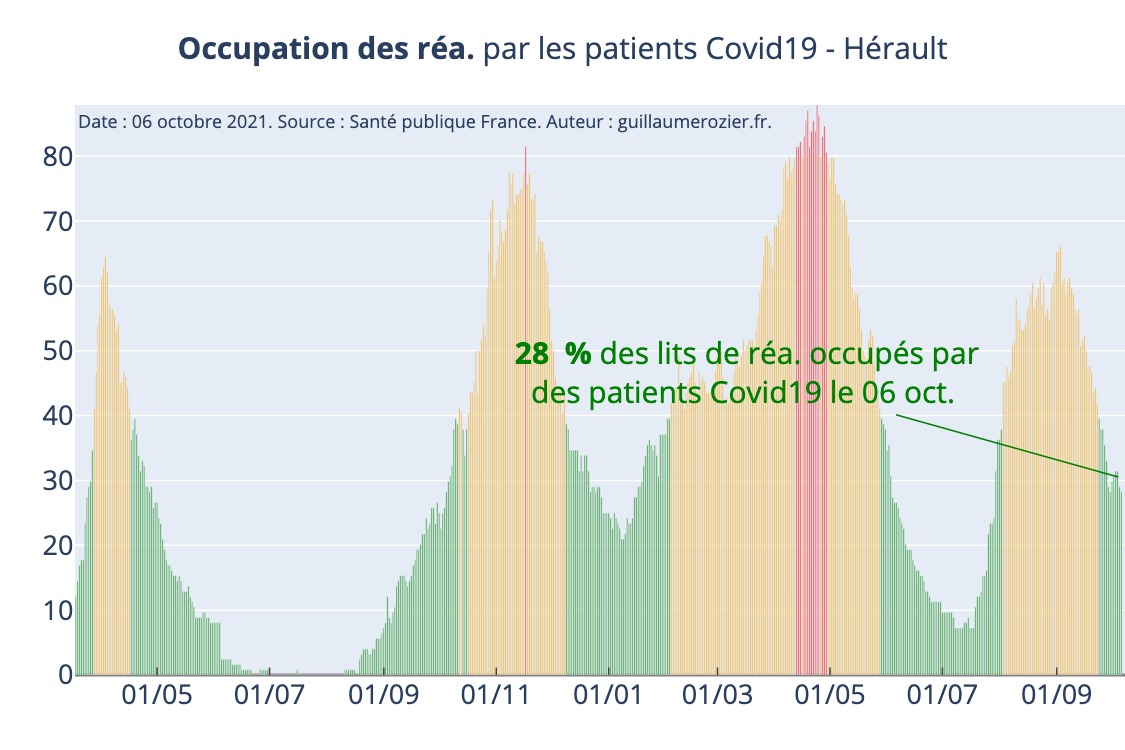 Occupation des réa. par les patients Covid19 - Hérault
Date : 06 octobre 2021. Source : Santé publique France. Auteur : guillaumerozier.fr.
80
70
60
50
40
30
20
10
0
28 % des lits de réa. occupés par
des patients Covid19 le 06 oct.
01/05 01/07 01/09 01/11 01/01 01/03 01/05 01/07 01/09